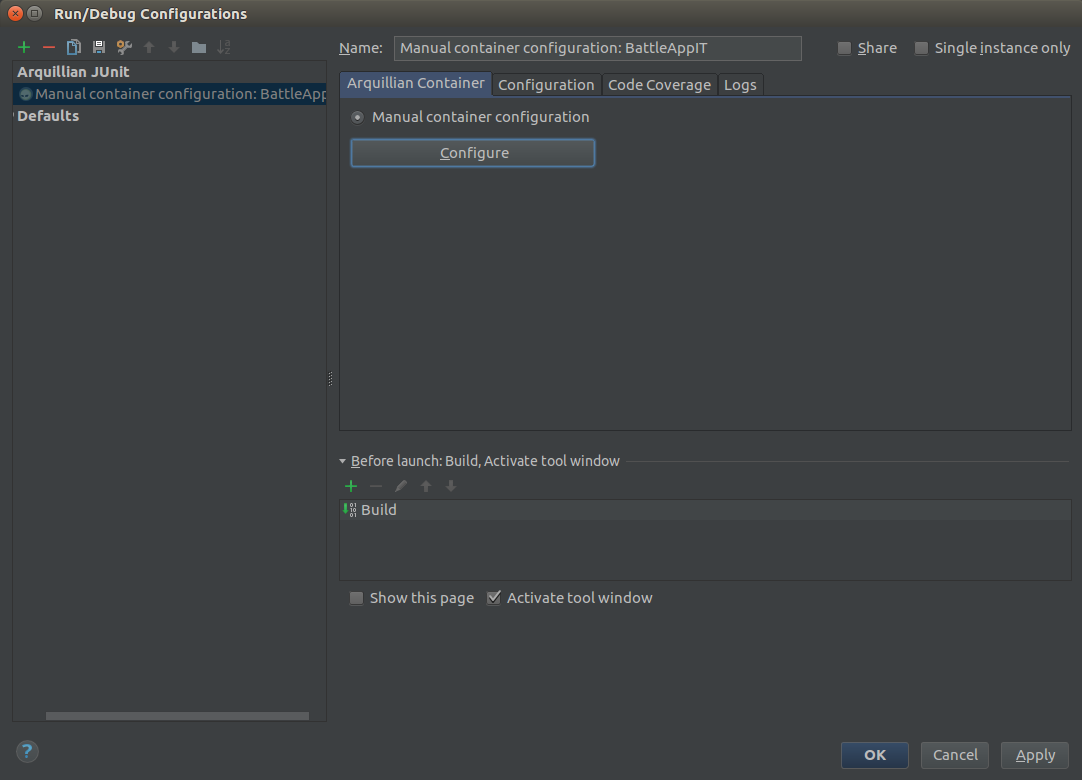 Run/Debug Configurations
Name: Manual container configuration: BattleAppIT Share Single instance only
Arquillian JUnit
Manual container configuration: BattleApp
Defaults
Arquillian Container Configuration Code Coverage Logs
Manual container configuration
Configure
Before launch: Build, Activate tool window
Build
Show this page Activate tool window
? OK Cancel Apply